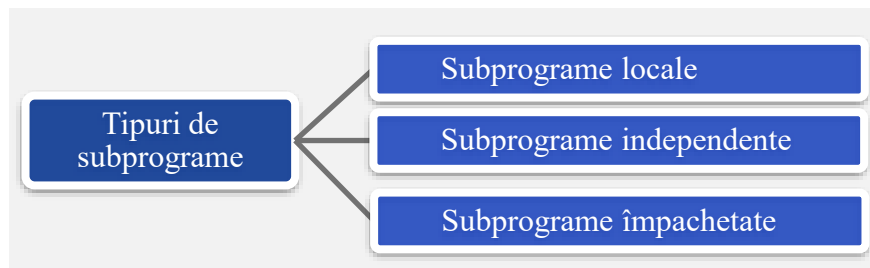 Tipuri de
subprograme
Subprograme locale
Subprograme independente
Subprograme împachetate